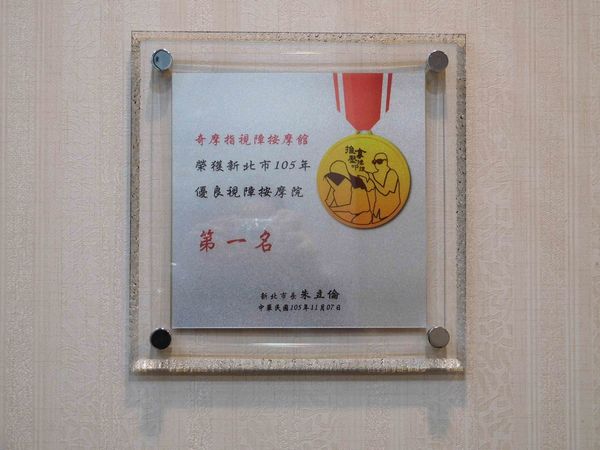 奇摩指視障按摩館
榮獲新北市105年
優良視障按摩院
第一名
新北市長 朱立倫
中華民國105年11月07日